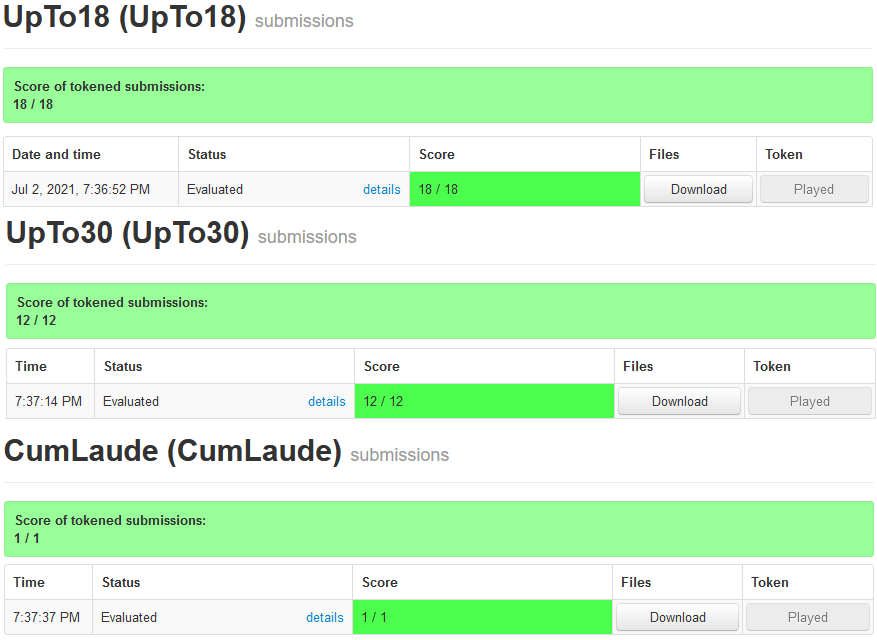 UpTo18 (UpTo18) submissions
Score of tokened submissions:
18 / 18
Date and time Status Score Files Token
Jul 2, 2021, 7:36:52 PM Evaluated details 18 / 18 Download Played
UpTo30 (UpTo30) submissions
Score of tokened submissions:
12 / 12
Time Status Score Files Token
7:37:14 PM Evaluated details 12 / 12 Download Played
CumLaude (CumLaude) submissions
Score of tokened submissions:
1 / 1
Time Status Score Files Token
7:37:37 PM Evaluated details 1 / 1 Download Played